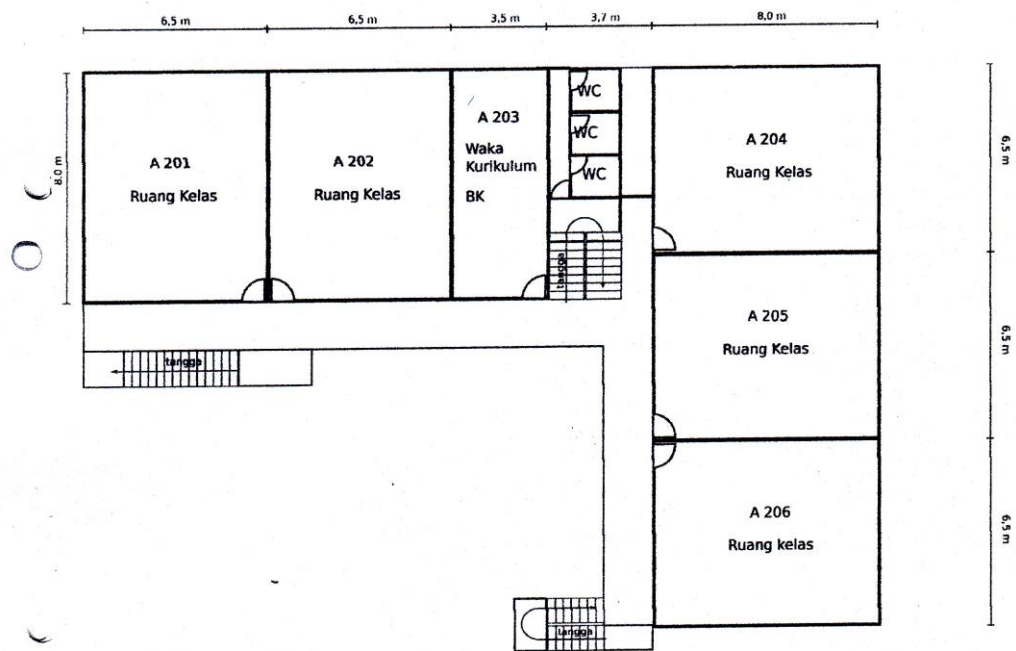 6,5 m
6,5 m
3,5 m
3,7 m
8,0 m
8,0 m
A 201
Ruang Kelas
A 202
Ruang Kelas
A 203
Waka
Kurikulum
BK
WC
WC
WC
A 204
Ruang Kelas
6,5 m
tangga
A 205
Ruang Kelas
6,5 m
tangga
A 206
Ruang kelas
6,5 m
tangga